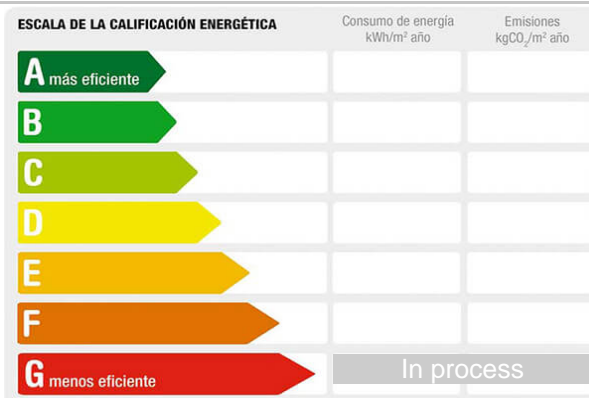 ESCALA DE LA CALIFICACIÓN ENERGÉTICA
Consumo de energía
kWh/m² año
Emisiones
kgCO₂/m² año
A más eficiente
B
C
D
E
F
G menos eficiente
In process